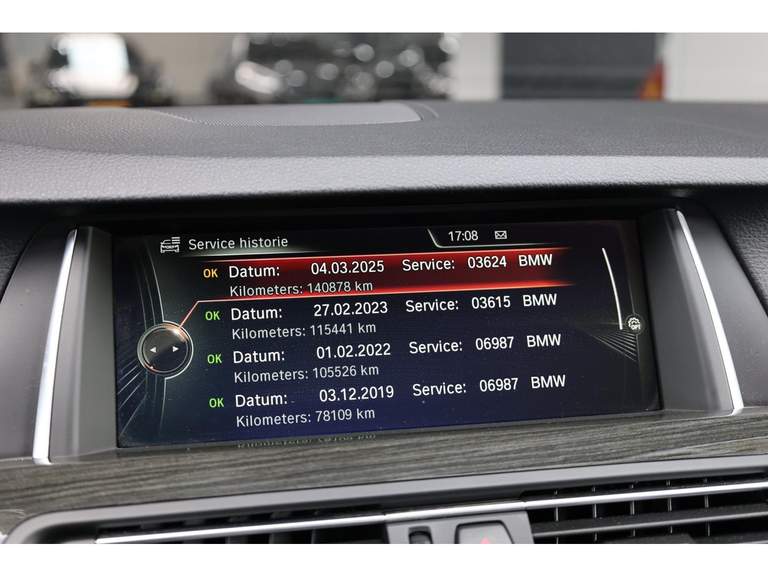 Service historie 17:08
OK Datum: 04.03.2025 Service: 03624 BMW
Kilometers: 140878 km
OK Datum: 27.02.2023 Service: 03615 BMW
Kilometers: 115441 km
OK Datum: 01.02.2022 Service: 06987 BMW
Kilometers: 105526 km
OK Datum: 03.12.2019 Service: 06987 BMW
Kilometers: 78109 km